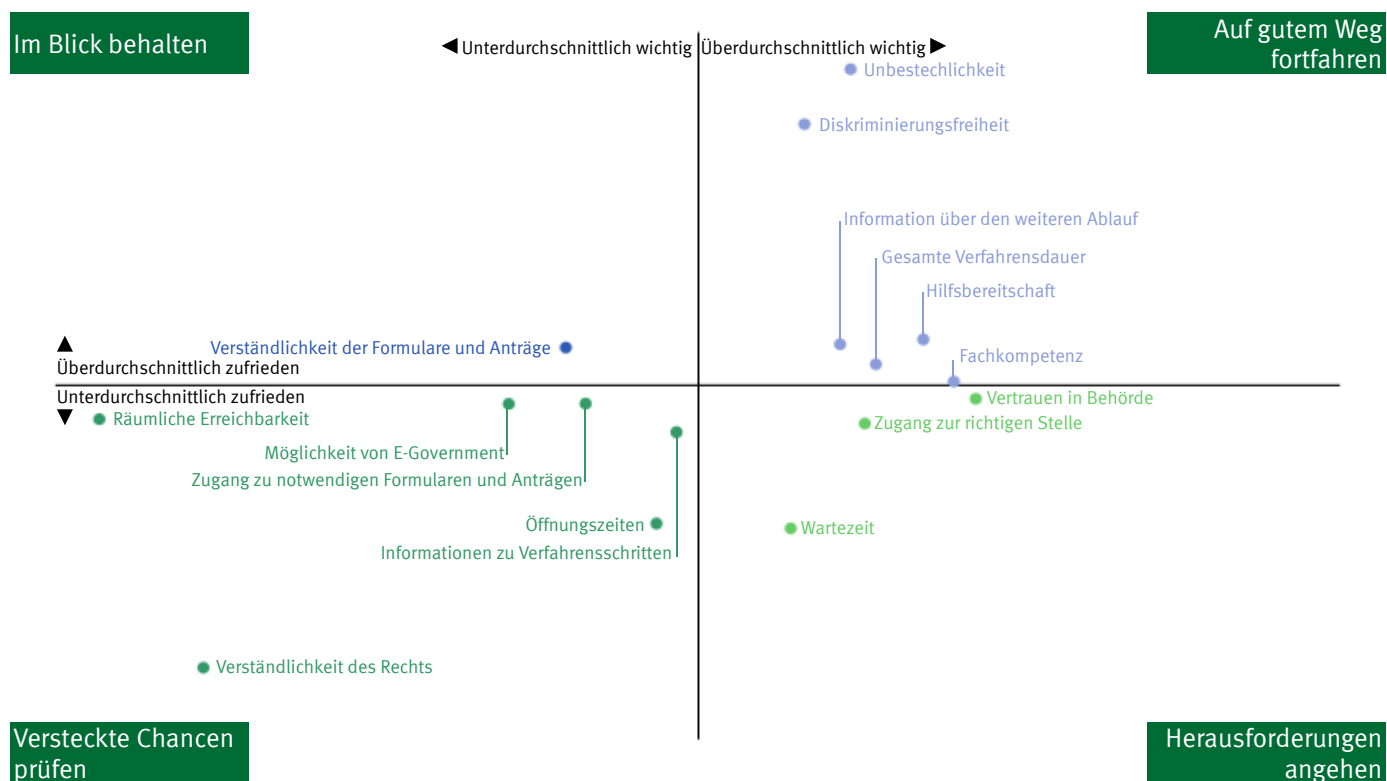 Im Blick behalten
Auf gutem Weg
fortfahren
Unterdurchschnittlich wichtig
Überdurchschnittlich wichtig
Unbestechlichkeit
Diskriminierungsfreiheit
Information über den weiteren Ablauf
Gesamte Verfahrensdauer
Hilfsbereitschaft
Verständlichkeit der Formulare und Anträge
Fachkompetenz
Überdurchschnittlich zufrieden
Unterdurchschnittlich zufrieden
Vertrauen in Behörde
Räumliche Erreichbarkeit
Zugang zur richtigen Stelle
Möglichkeit von E-Government
Zugang zu notwendigen Formularen und Anträgen
Öffnungszeiten
Wartezeit
Informationen zu Verfahrensschritten
Verständlichkeit des Rechts
Versteckte Chancen
prüfen
Herausforderungen
angehen